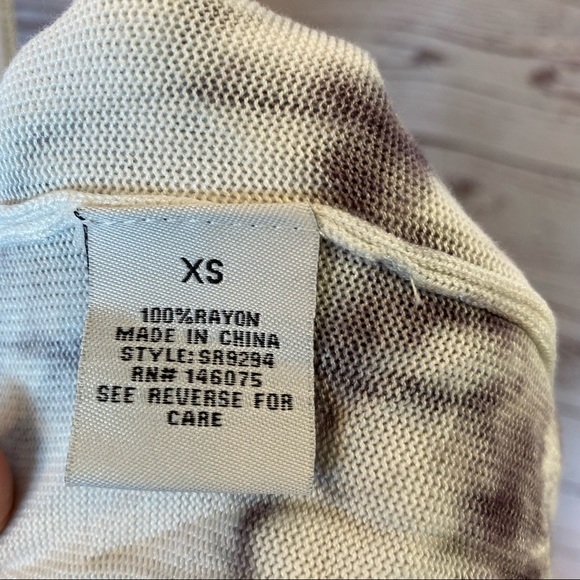 XS
100%RAYON
MADE IN CHINA
STYLE:SR9294
RN# 146075
SEE REVERSE FOR
CARE